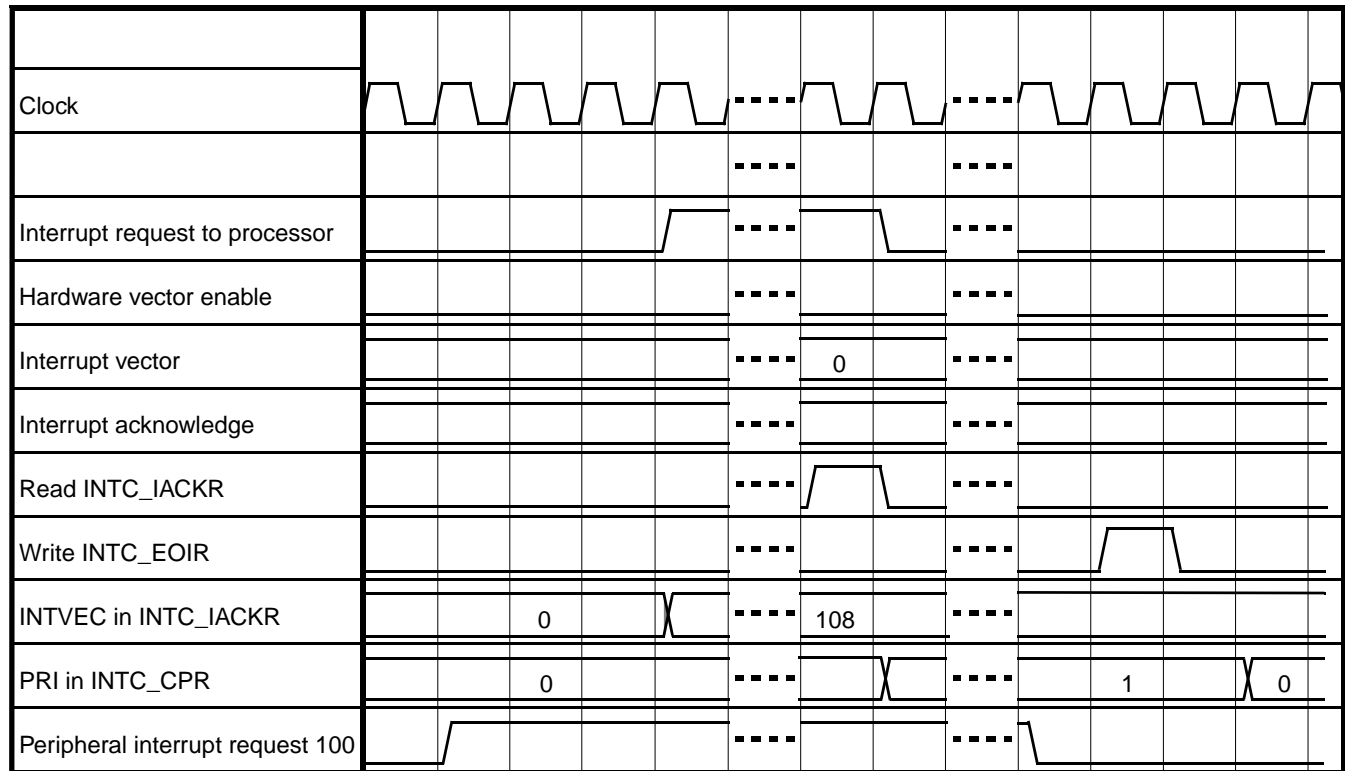 Clock
Interrupt request to processor
Hardware vector enable
Interrupt vector
0
Interrupt acknowledge
Read INTC_IACKR
Write INTC_EOIR
INTVEC in INTC_IACKR
0
108
PRI in INTC_CPR
0
1
0
Peripheral interrupt request 100